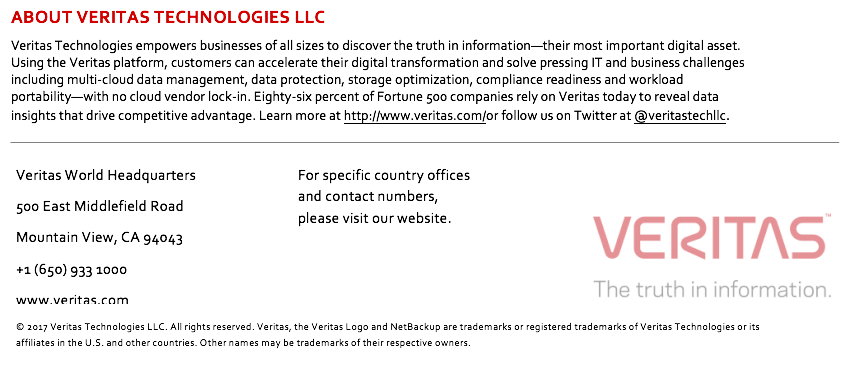 ABOUT VERITAS TECHNOLOGIES LLC
Veritas Technologies empowers businesses of all sizes to discover the truth in information—their most important digital asset.
Using the Veritas platform, customers can accelerate their digital transformation and solve pressing IT and business challenges
including multi-cloud data management, data protection, storage optimization, compliance readiness and workload
portability—with no cloud vendor lock-in. Eighty-six percent of Fortune 500 companies rely on Veritas today to reveal data
insights that drive competitive advantage. Learn more at http://www.veritas.com/or follow us on Twitter at @veritastechllc.
Veritas World Headquarters
500 East Middlefield Road
Mountain View, CA 94043
+1 (650) 933 1000
www.veritas.com
For specific country offices
and contact numbers,
please visit our website.
VERITAS™
The truth in information.
© 2017 Veritas Technologies LLC. All rights reserved. Veritas, the Veritas Logo and NetBackup are trademarks or registered trademarks of Veritas Technologies or its
affiliates in the U.S. and other countries. Other names may be trademarks of their respective owners.